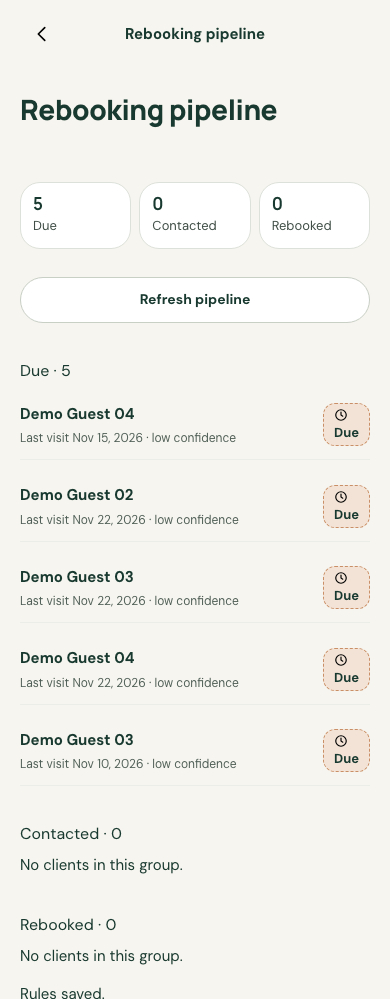 Rebooking pipeline
Rebooking pipeline
5
Due
0
Contacted
0
Rebooked
Refresh pipeline
Due · 5
Demo Guest 04
Last visit Nov 15, 2026 · low confidence
Due
Demo Guest 02
Last visit Nov 22, 2026 · low confidence
Due
Demo Guest 03
Last visit Nov 22, 2026 · low confidence
Due
Demo Guest 04
Last visit Nov 22, 2026 · low confidence
Due
Demo Guest 03
Last visit Nov 10, 2026 · low confidence
Due
Contacted · 0
No clients in this group.
Rebooked · 0
No clients in this group.
Rules saved.